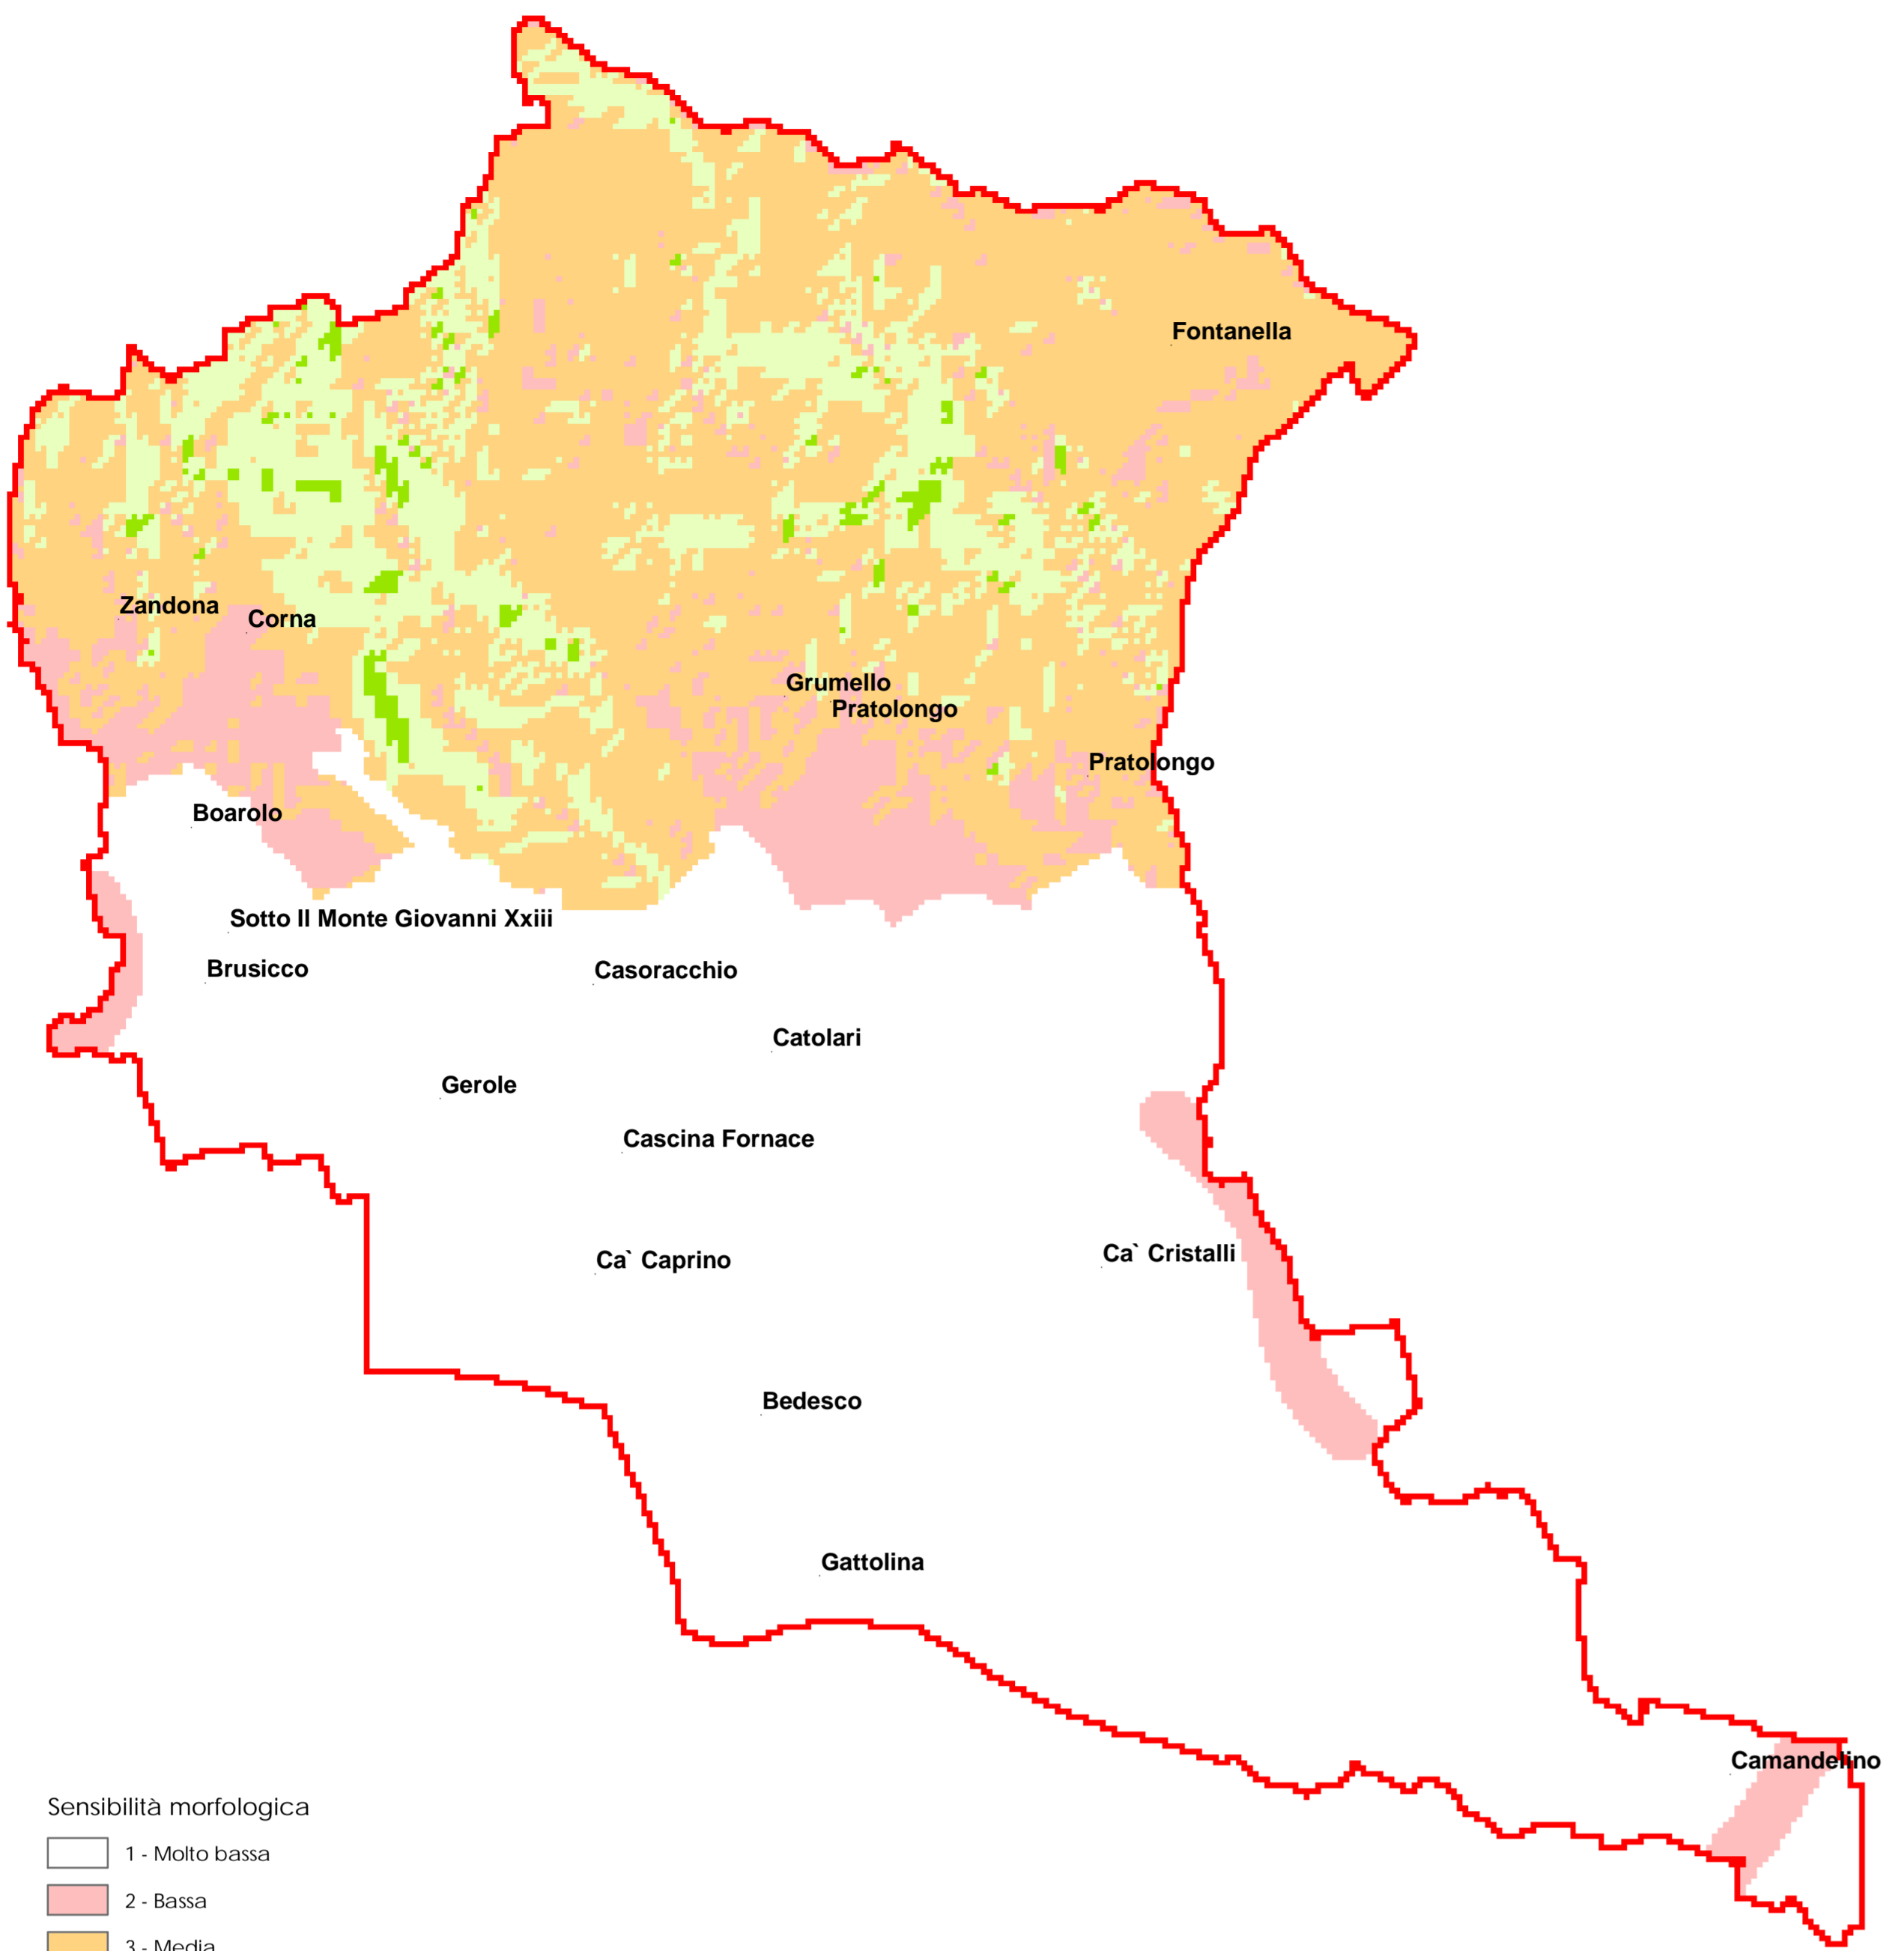 Fontanella
Zandona
Corna
Grumello
Pratolongo
Pratolongo
Boarolo
Sotto Il Monte Giovanni Xxiii
Brusicco
Casoracchio
Catolari
Gerole
Cascina Fornace
Ca` Caprino
Ca` Cristalli
Bedesco
Gattolina
Camandelino
Sensibilità morfologica
1 - Molto bassa
2 - Bassa
3 - Media